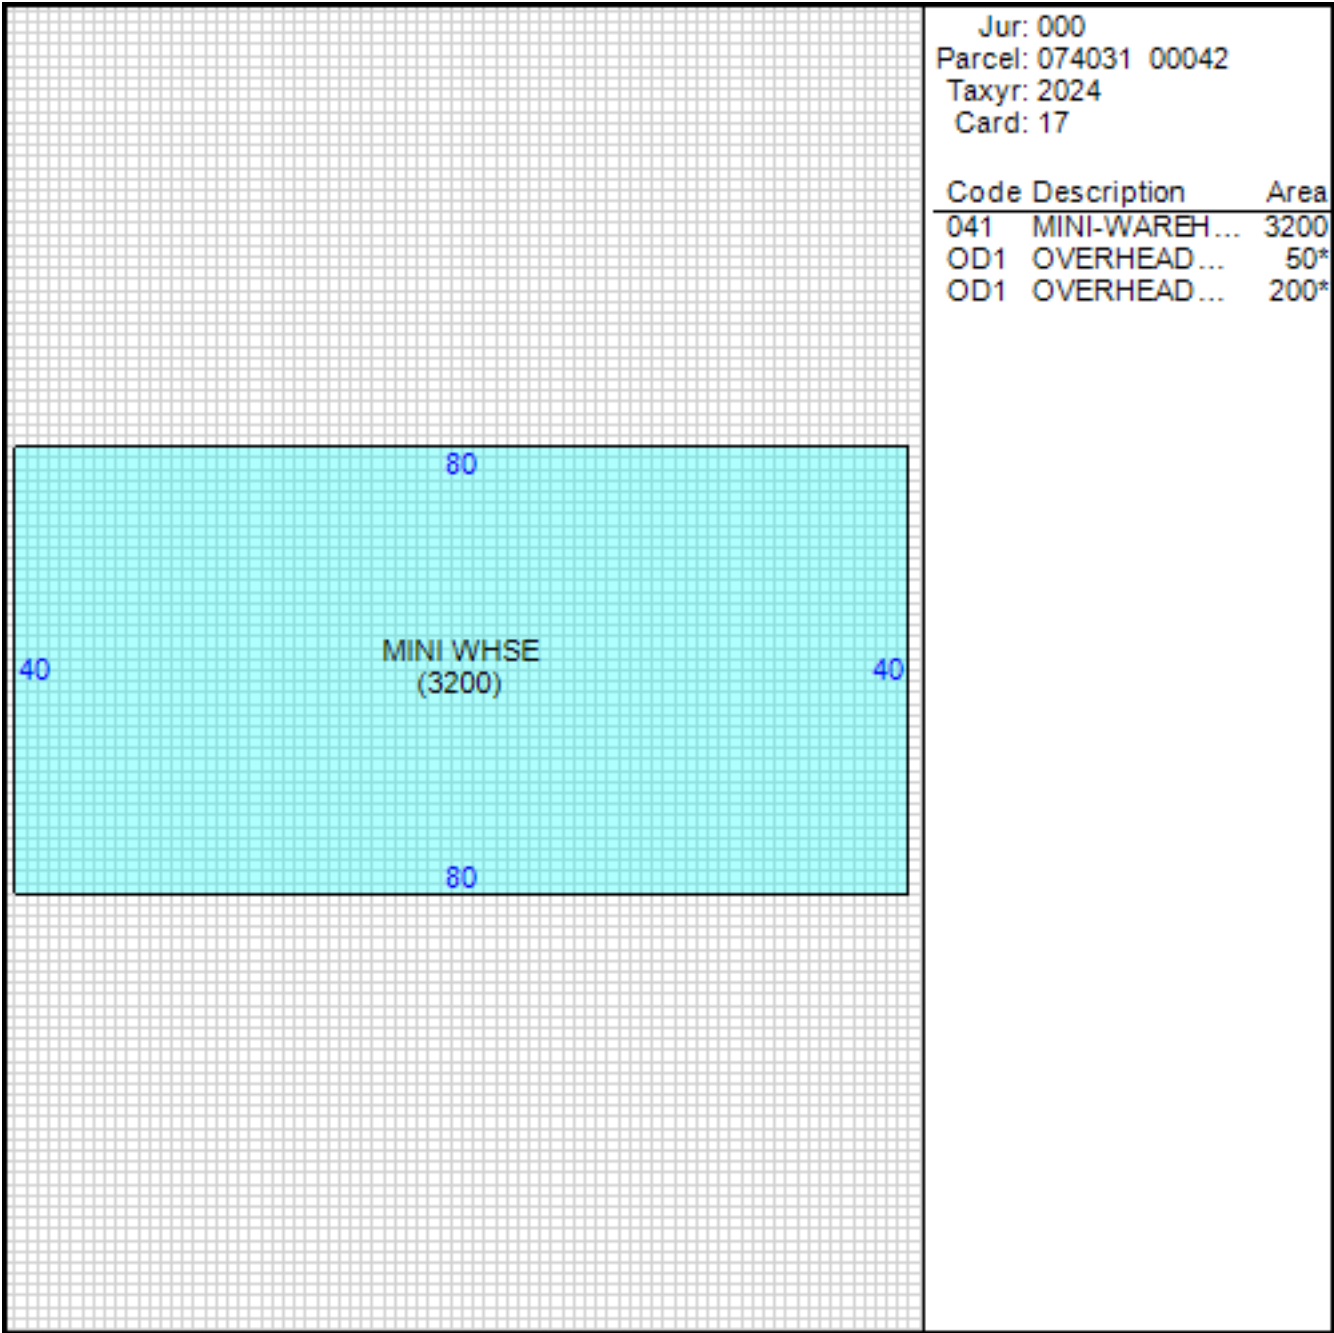 Jur: 000
Parcel: 074031 00042
Taxyr: 2024
Card: 17
Code Description Area
041 MINI-WAREH... 3200
OD1 OVERHEAD... 50*
OD1 OVERHEAD... 200*
80
MINI WHSE
40 40
(3200)
80